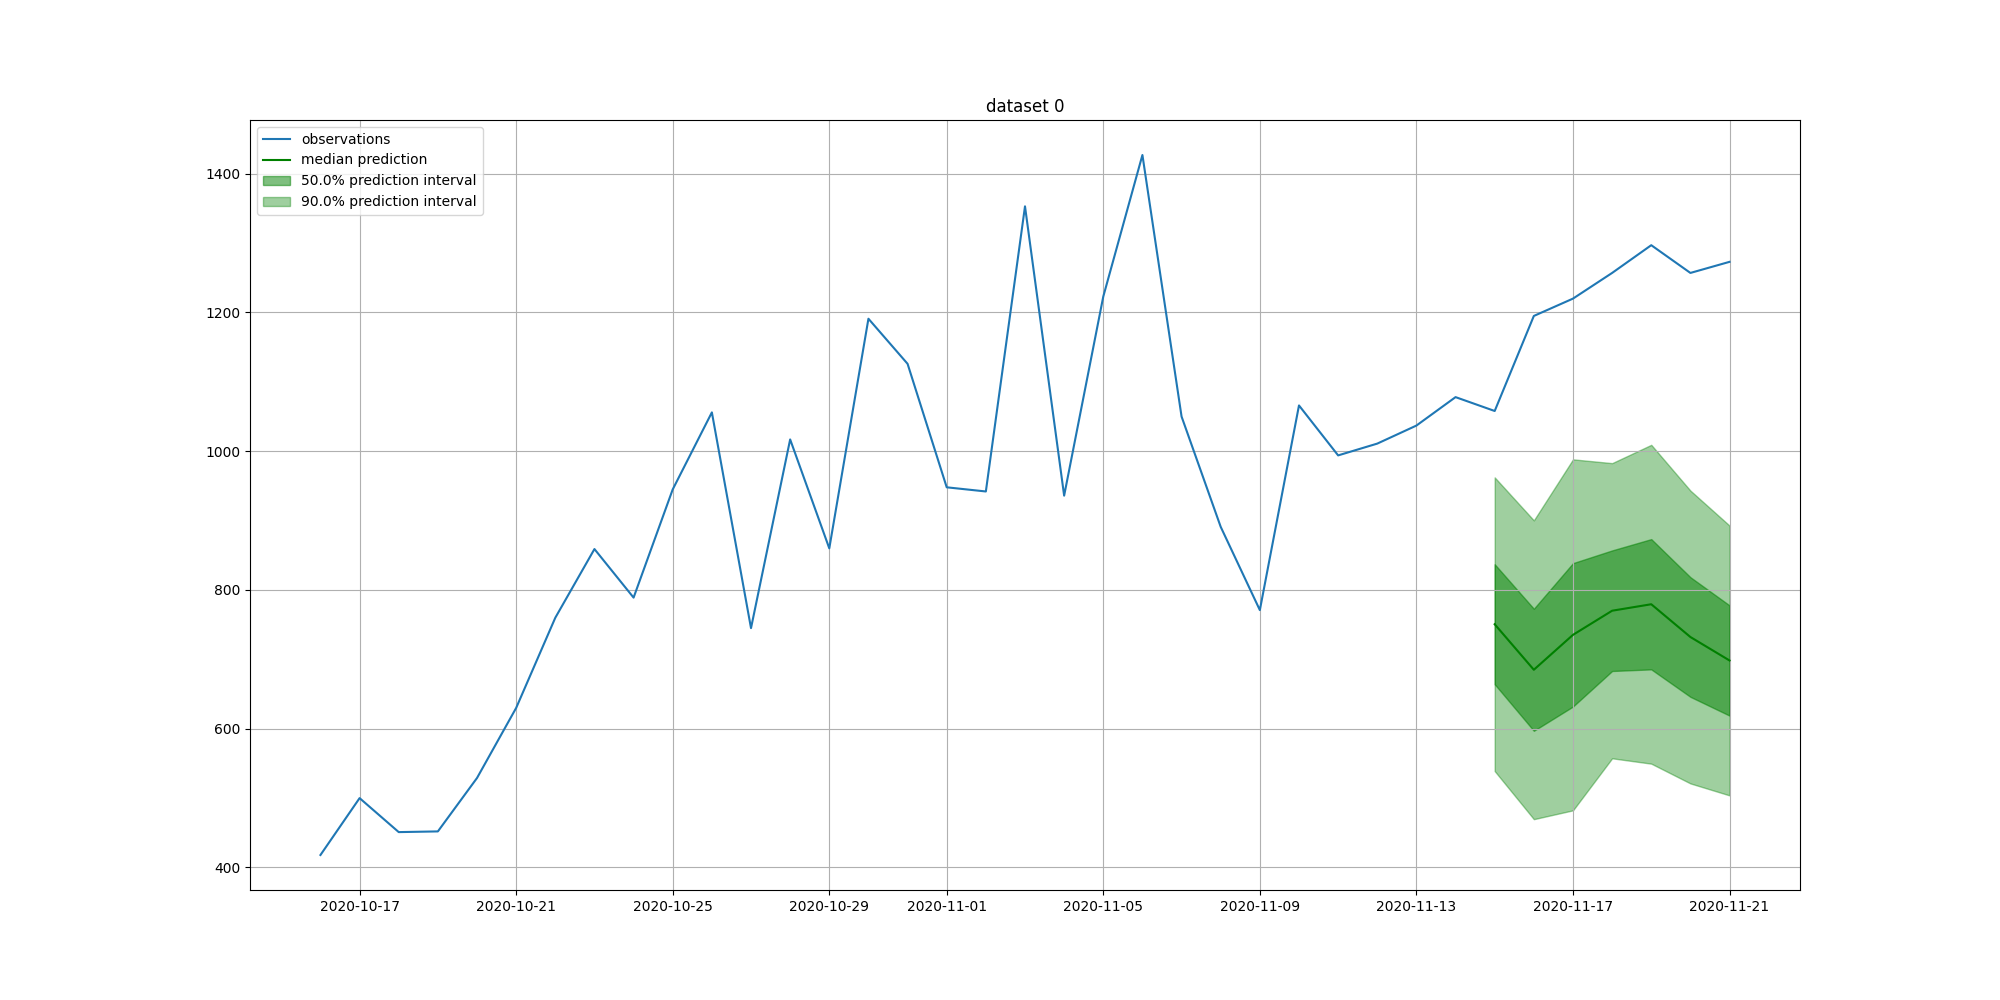 dataset 0
observations
median prediction
50.0% prediction interval
90.0% prediction interval
1400
1200
1000
800
600
400
2020-10-17 2020-10-21 2020-10-25 2020-10-29 2020-11-01 2020-11-05 2020-11-09 2020-11-13 2020-11-17 2020-11-21